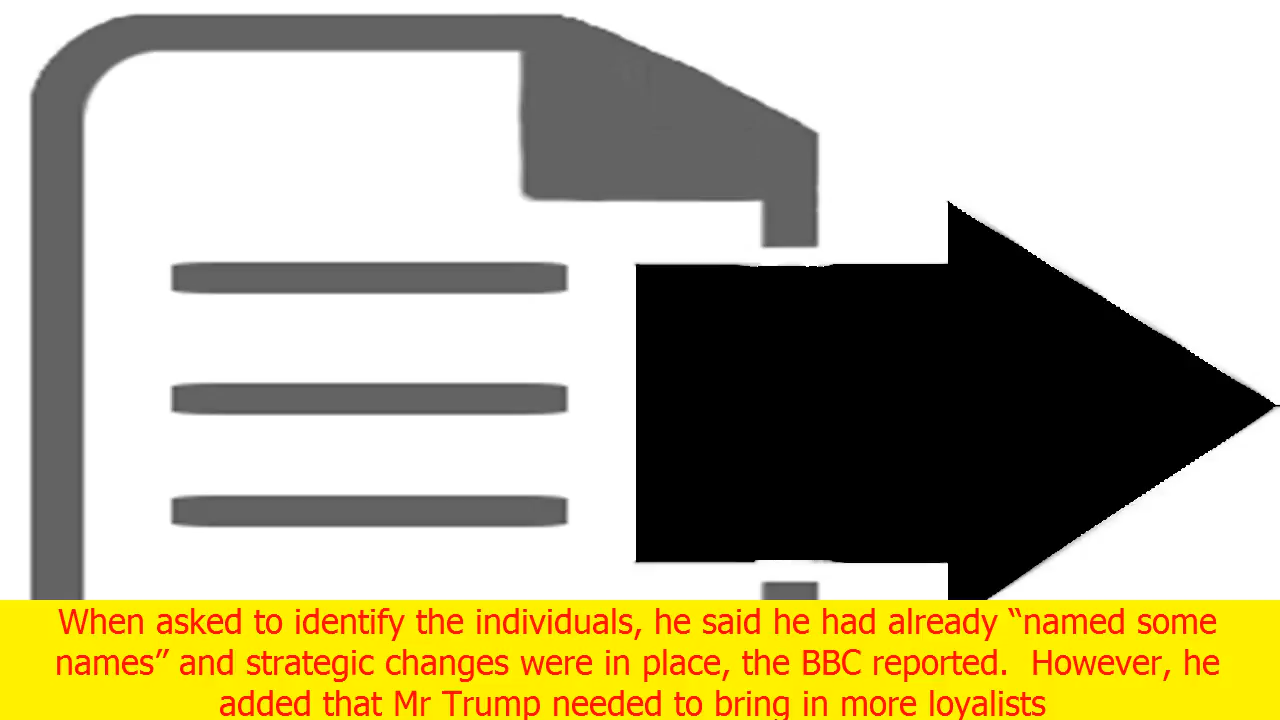 When asked to identify the individuals, he said he had already “named some
names” and strategic changes were in place, the BBC reported.  However, he
added that Mr Trump needed to bring in more loyalists